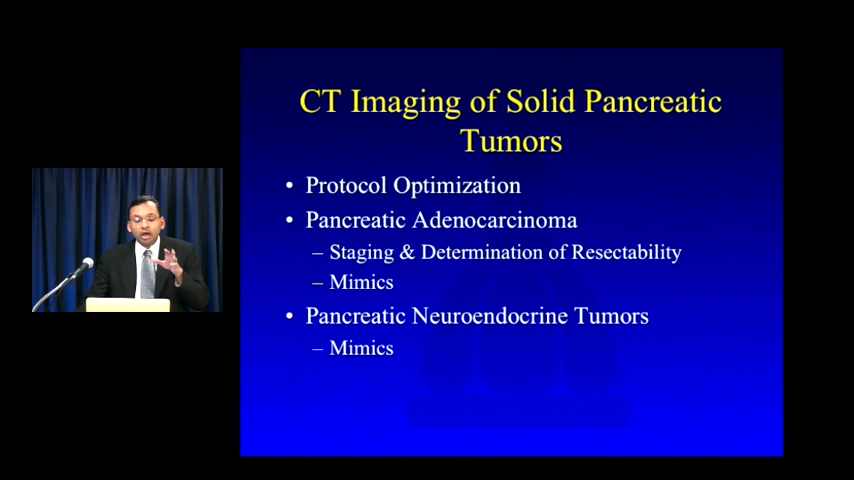 CT Imaging of Solid Pancreatic
Tumors
• Protocol Optimization
• Pancreatic Adenocarcinoma
– Staging & Determination of Resectability
– Mimics
• Pancreatic Neuroendocrine Tumors
– Mimics